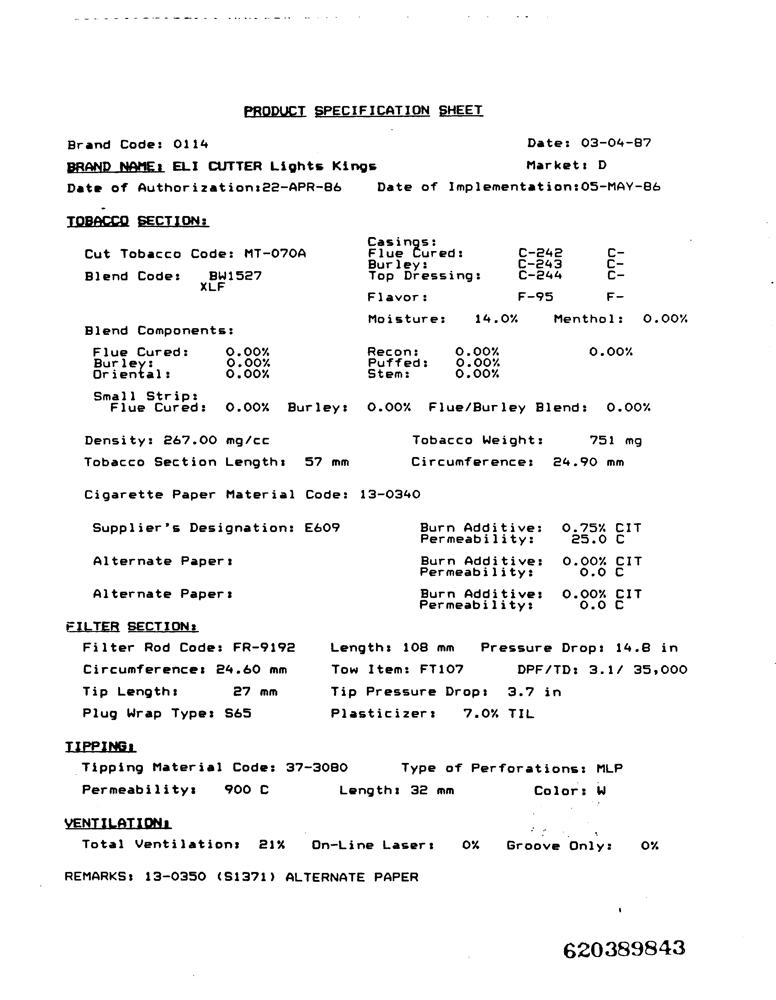 PRODUCT SPECIFICATION SHEET
Brand Code: 0114 Date: 03-04-87
BRAND NAME: ELI CUTTER Lights Kings Market: D
Date of Authorization:22-APR-86 Date of Implementation:05-MAY-86
TOBACCO SECTION:
Casings:
Cut Tobacco Code: MT-070A Flue Cured: C-242 C-
Burley: C-243 C-
Blend Code: BW1527 Top Dressing: C-244 C-
XLF
Flavor: F-95 F-
Moisture: 14.0% Menthol: 0.00%
Blend Components:
Flue Cured: 0.00% Recon: 0.00% 0.00%
Burley: 0.00% Puffed: 0.00%
Oriental: 0.00% Stem: 0.00%
Small Strip:
Flue Cured: 0.00% Burley: 0.00% Flue/Burley Blend: 0.00%
Density: 267.00 mg/cc Tobacco Weight: 751 mg
Tobacco Section Length: 57 mm Circumference: 24.90 mm
Cigarette Paper Material Code: 13-0340
Supplier's Designation: E609 Burn Additive: 0.75% CIT
Permeability: 25.0 C
Alternate Paper: Burn Additive: 0.00% CIT
Permeability: 0.0 C
Alternate Paper: Burn Additive: 0.00% CIT
Permeability: 0.0 C
FILTER SECTION:
Filter Rod Code: FR-9192 Length: 108 mm Pressure Drop: 14.8 in
Circumference: 24.60 mm Tow Item: FT107 DPF/TD: 3.1/ 35,000
Tip Length: 27 mm Tip Pressure Drop: 3.7 in
Plug Wrap Type: S65 Plasticizer: 7.0% TIL
TIPPING:
Tipping Material Code: 37-3080 Type of Perforations: MLP
Permeability: 900 C Length: 32 mm Color: W
VENTILATION:
Total Ventilation: 21% On-Line Laser: 0% Groove Only: 0%
REMARKS: 13-0350 (S1371) ALTERNATE PAPER
620389843